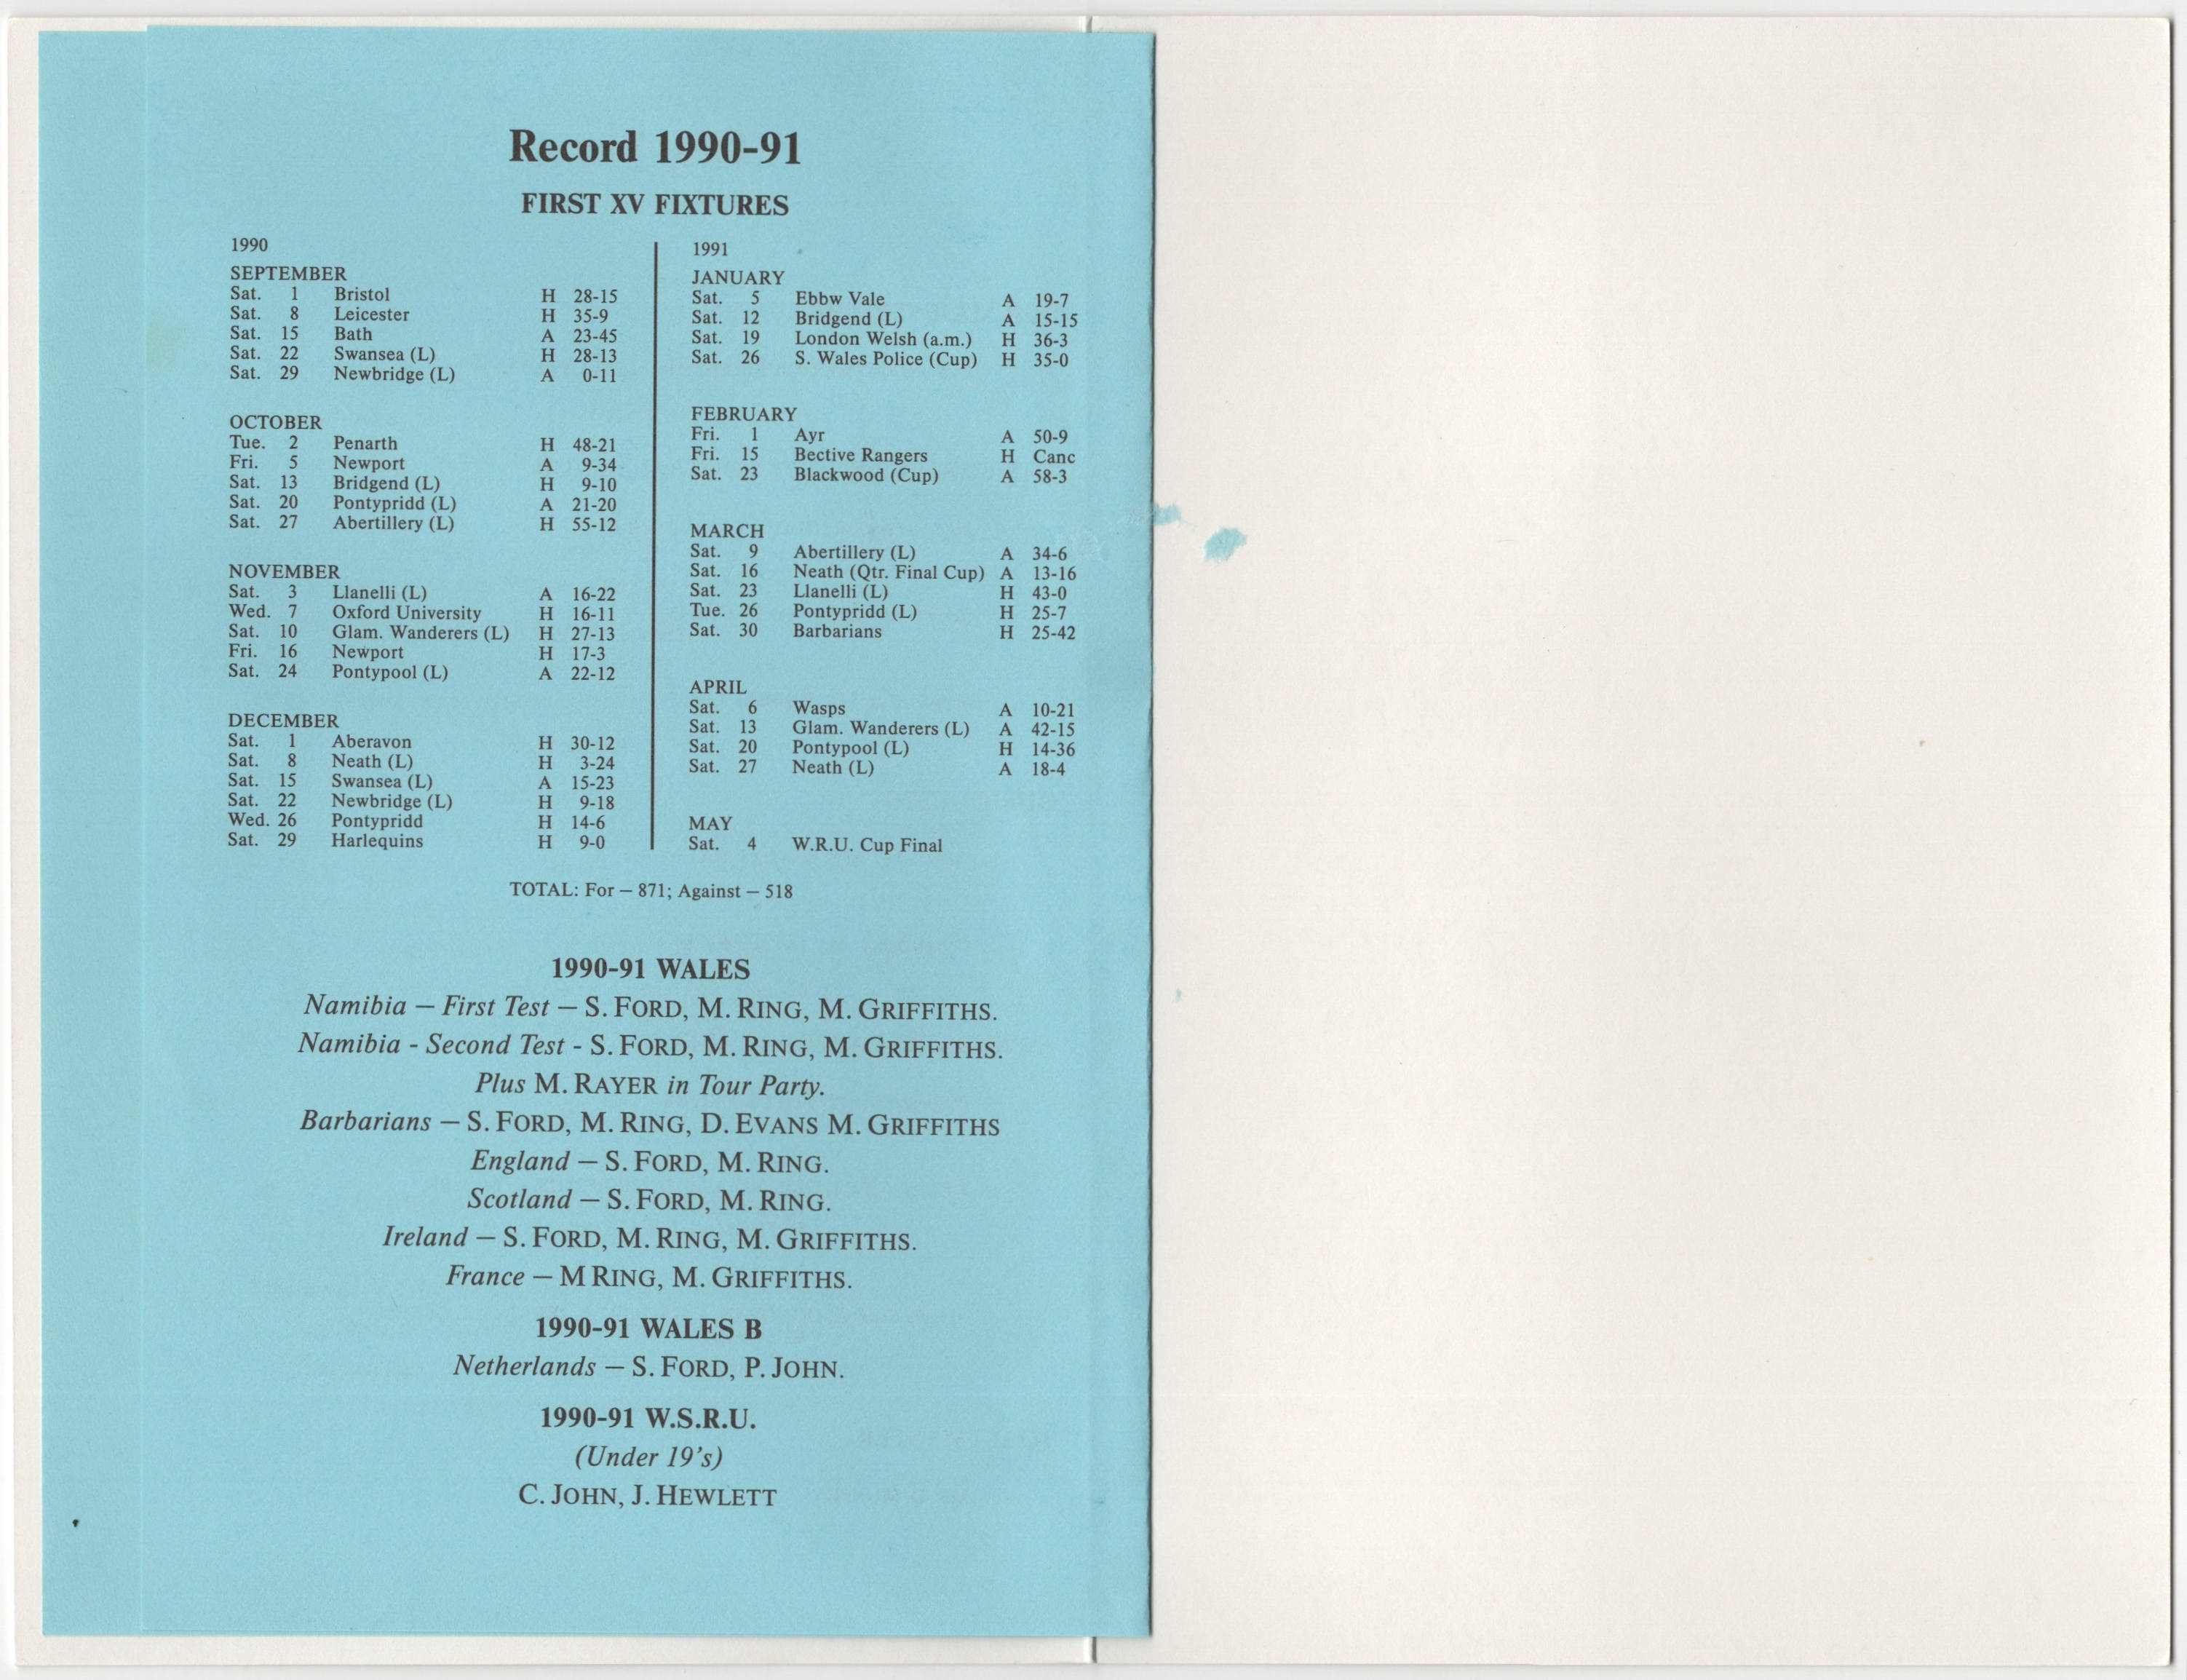 Record 1990-91
FIRST XV FIXTURES
1990
SEPTEMBER
Sat. 1 Bristol H 28-15
Sat. 8 Leicester H 35-9
Sat. 15 Bath A 23-45
Sat. 22 Swansea (L) H 28-13
Sat. 29 Newbridge (L) A 0-11
OCTOBER
Tue. 2 Penarth H 48-21
Fri. 5 Newport A 9-34
Sat. 13 Bridgend (L) H 9-10
Sat. 20 Pontypridd (L) A 21-20
Sat. 27 Abertillery (L) H 55-12
NOVEMBER
Sat. 3 Llanelli (L) A 16-22
Wed. 7 Oxford University H 16-11
Sat. 10 Glam. Wanderers (L) H 27-13
Fri. 16 Newport H 17-3
Sat. 24 Pontypool (L) A 22-12
DECEMBER
Sat. 1 Aberavon H 30-12
Sat. 8 Neath (L) H 3-24
Sat. 15 Swansea (L) A 15-23
Sat. 22 Newbridge (L) H 9-18
Wed. 26 Pontypridd H 14-6
Sat. 29 Harlequins H 9-0
1991
JANUARY
Sat. 5 Ebbw Vale A 19-7
Sat. 12 Bridgend (L) A 15-15
Sat. 19 London Welsh (a.m.) H 36-3
Sat. 26 S. Wales Police (Cup) H 35-0
FEBRUARY
Fri. 1 Ayr A 50-9
Fri. 15 Bective Rangers H Canc
Sat. 23 Blackwood (Cup) A 58-3
MARCH
Sat. 9 Abertillery (L) A 34-6
Sat. 16 Neath (Qtr. Final Cup) A 13-16
Sat. 23 Llanelli (L) H 43-0
Tue. 26 Pontypridd (L) H 25-7
Sat. 30 Barbarians H 25-42
APRIL
Sat. 6 Wasps A 10-21
Sat. 13 Glam. Wanderers (L) A 42-15
Sat. 20 Pontypool (L) H 14-36
Sat. 27 Neath (L) A 18-4
MAY
Sat. 4 W.R.U. Cup Final
TOTAL: For – 871; Against – 518
1990-91 WALES
Namibia – First Test – S. FORD, M. RING, M. GRIFFITHS.
Namibia - Second Test - S. FORD, M. RING, M. GRIFFITHS.
Plus M. RAYER in Tour Party.
Barbarians – S. FORD, M. RING, D. EVANS M. GRIFFITHS
England – S. FORD, M. RING.
Scotland – S. FORD, M. RING.
Ireland – S. FORD, M. RING, M. GRIFFITHS.
France – M RING, M. GRIFFITHS.
1990-91 WALES B
Netherlands – S. FORD, P. JOHN.
1990-91 W.S.R.U.
(Under 19's)
C. JOHN, J. HEWLETT